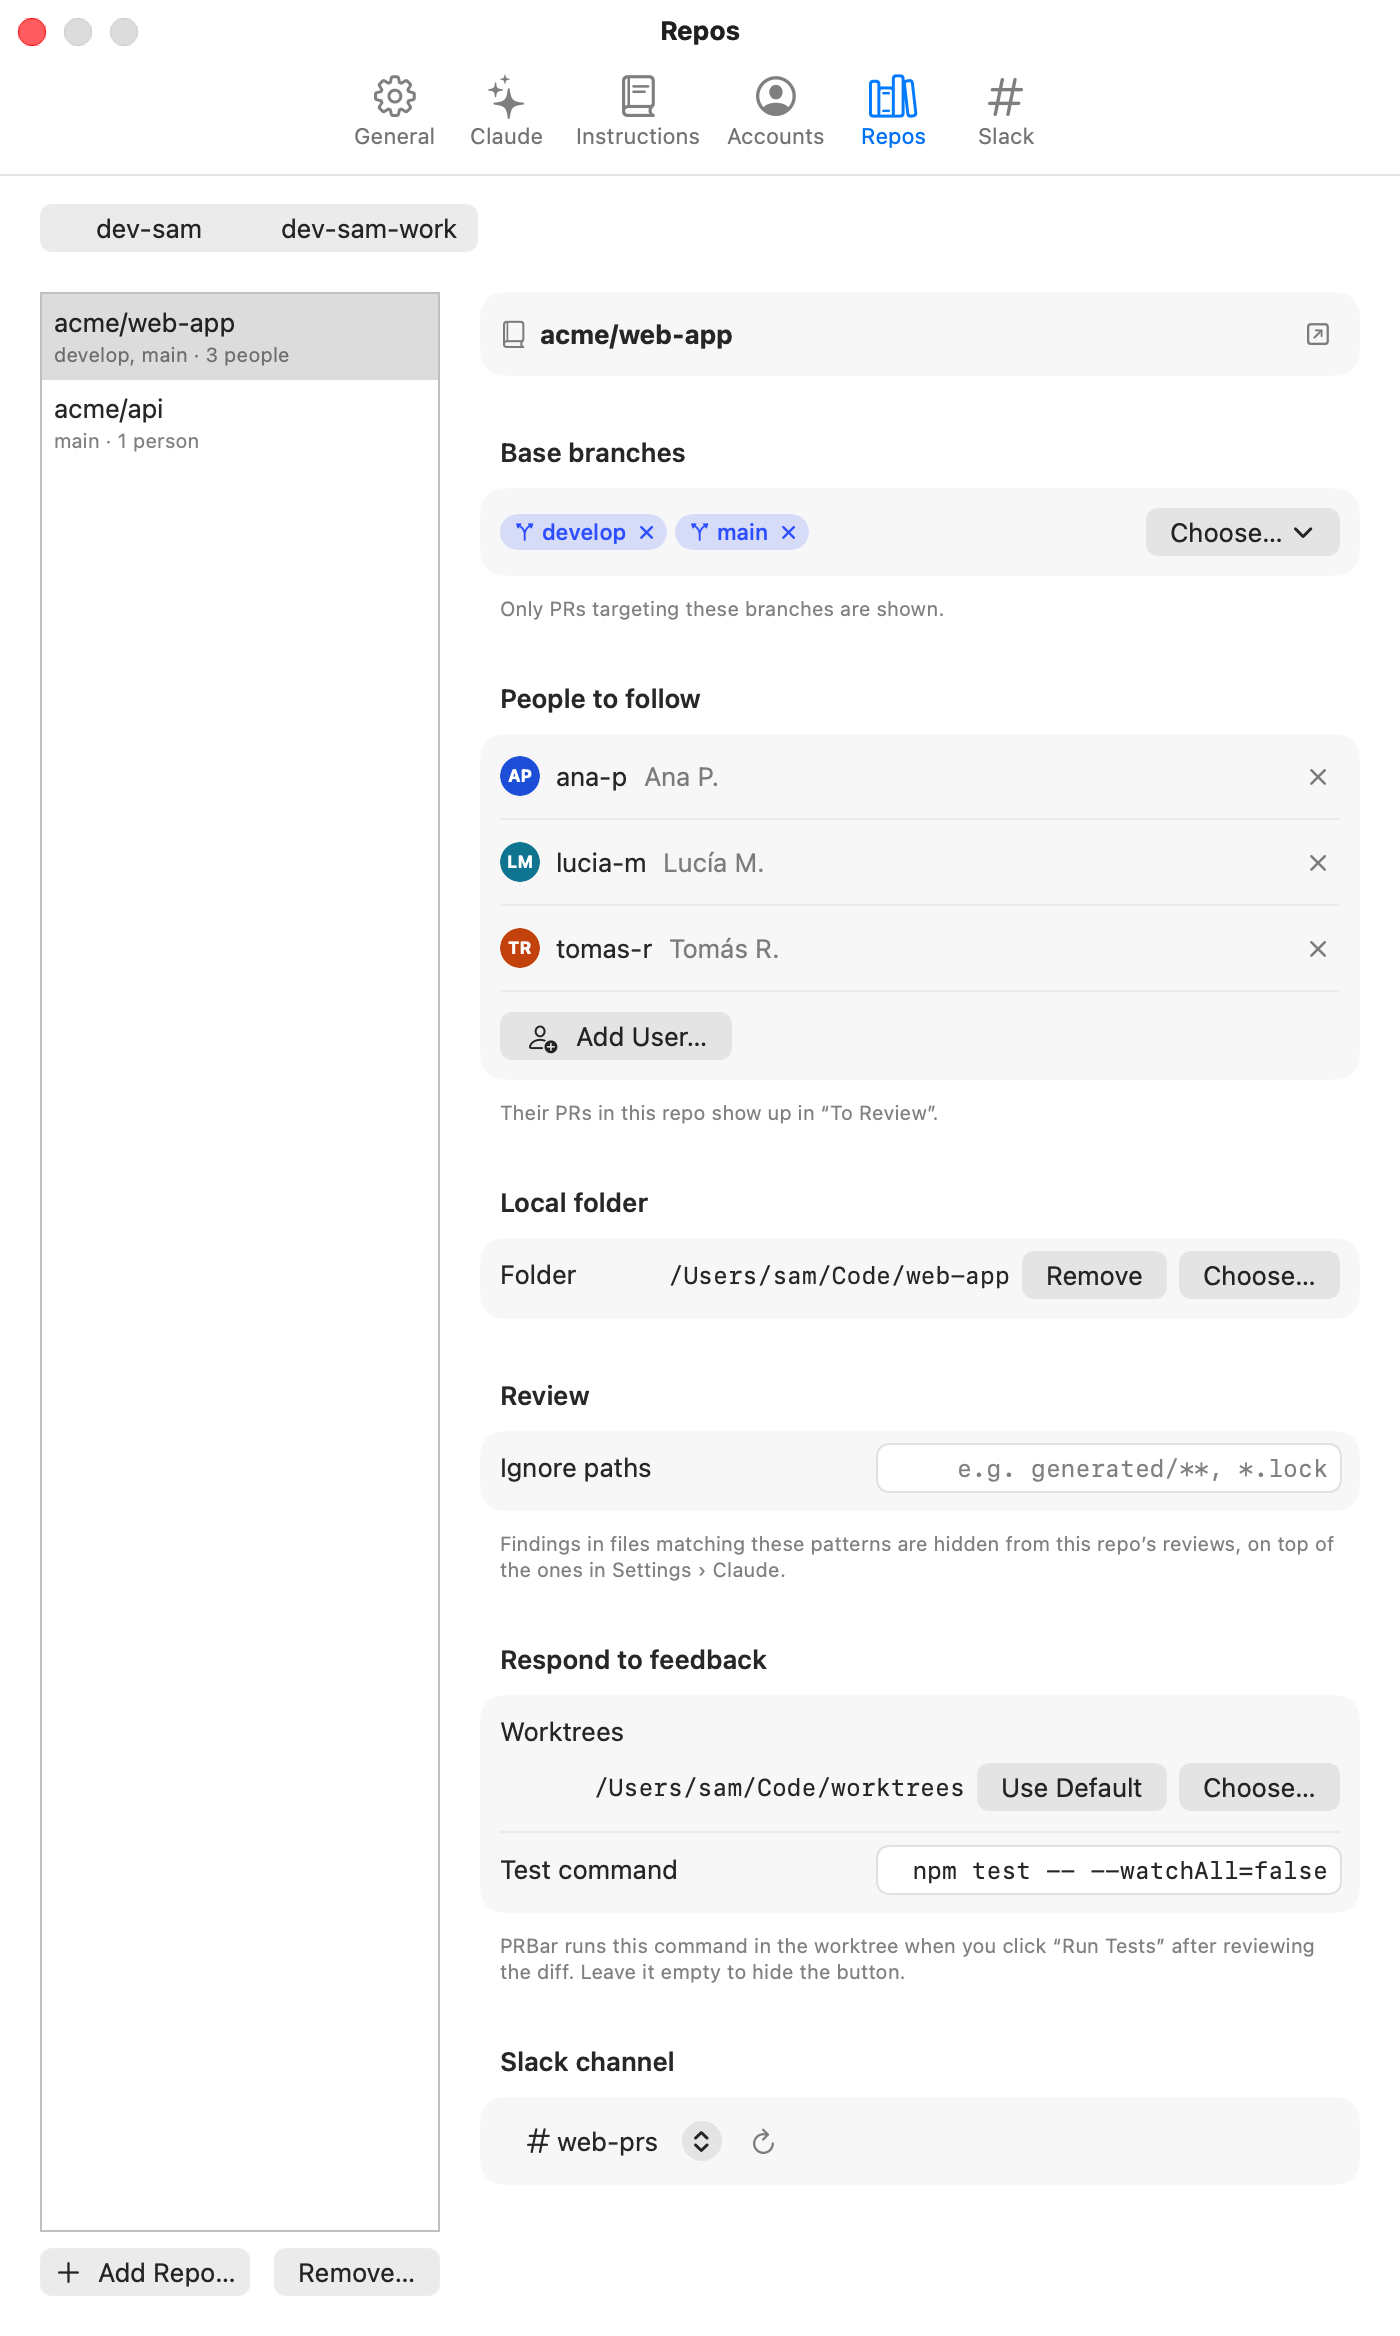 Repos
General
Claude
Instructions
Accounts
Repos
Slack
dev-sam
dev-sam-work
acme/web-app
develop, main · 3 people
acme/api
main · 1 person
Add Repo...
Remove...
acme/web-app
Base branches
develop
main
Choose...
Only PRs targeting these branches are shown.
People to follow
AP ana-p Ana P.
LM lucia-m Lucía M.
TR tomas-r Tomás R.
Add User...
Their PRs in this repo show up in “To Review”.
Local folder
Folder /Users/sam/Code/web-app Remove Choose...
Review
Ignore paths e.g. generated/**, *.lock
Findings in files matching these patterns are hidden from this repo’s reviews, on top of
the ones in Settings › Claude.
Respond to feedback
Worktrees
/Users/sam/Code/worktrees Use Default Choose...
Test command npm test -- --watchAll=false
PRBar runs this command in the worktree when you click “Run Tests” after reviewing
the diff. Leave it empty to hide the button.
Slack channel
# web-prs